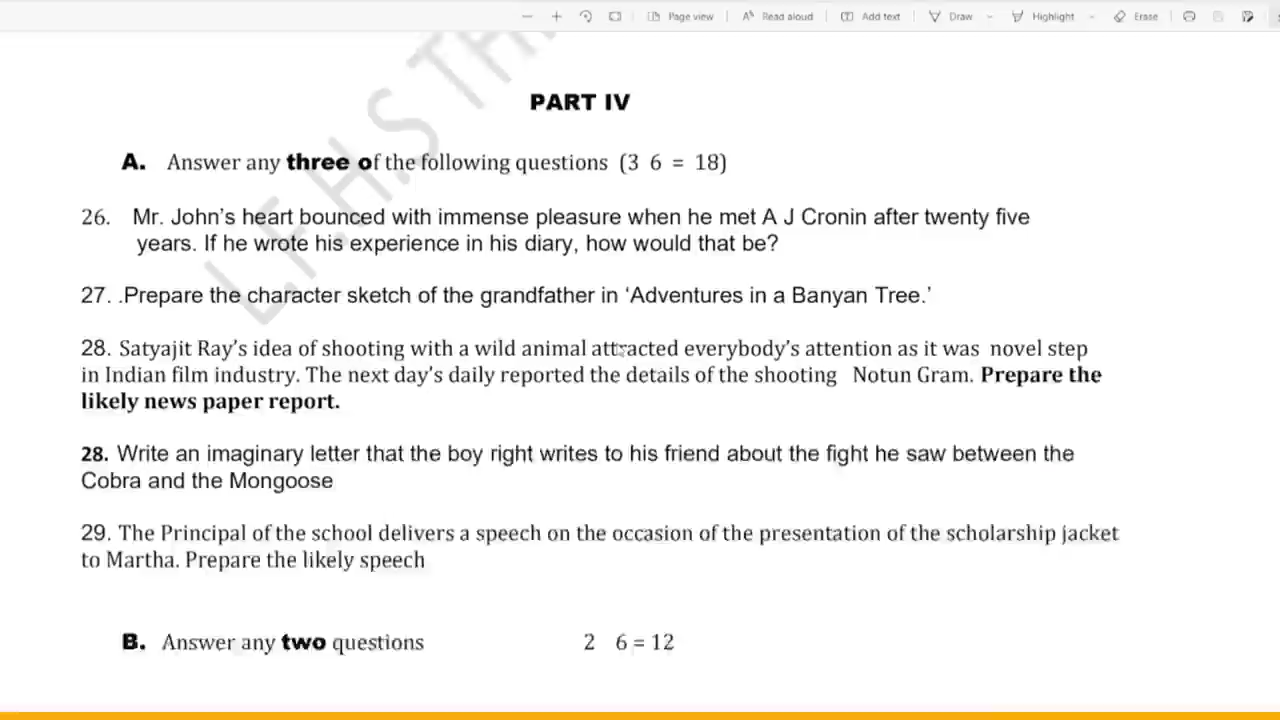 Page view
Read aloud
Add text
Draw
Highlight
Erase
PART IV
A. Answer any three of the following questions (3 6 = 18)
26. Mr. John's heart bounced with immense pleasure when he met A J Cronin after twenty five
years. If he wrote his experience in his diary, how would that be?
27. .Prepare the character sketch of the grandfather in 'Adventures in a Banyan Tree.'
28. Satyajit Ray's idea of shooting with a wild animal attracted everybody's attention as it was novel step
in Indian film industry. The next day's daily reported the details of the shooting Notun Gram. Prepare the
likely news paper report.
28. Write an imaginary letter that the boy right writes to his friend about the fight he saw between the
Cobra and the Mongoose
29. The Principal of the school delivers a speech on the occasion of the presentation of the scholarship jacket
to Martha. Prepare the likely speech
B. Answer any two questions 2 6 = 12